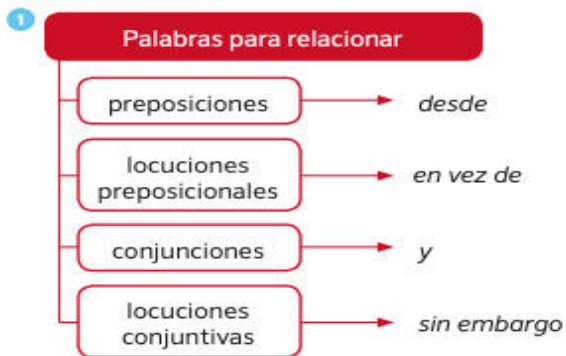 1
Palabras para relacionar
preposiciones
desde
locuciones
preposicionales
en vez de
conjunciones
y
locuciones
conjuntivas
sin embargo